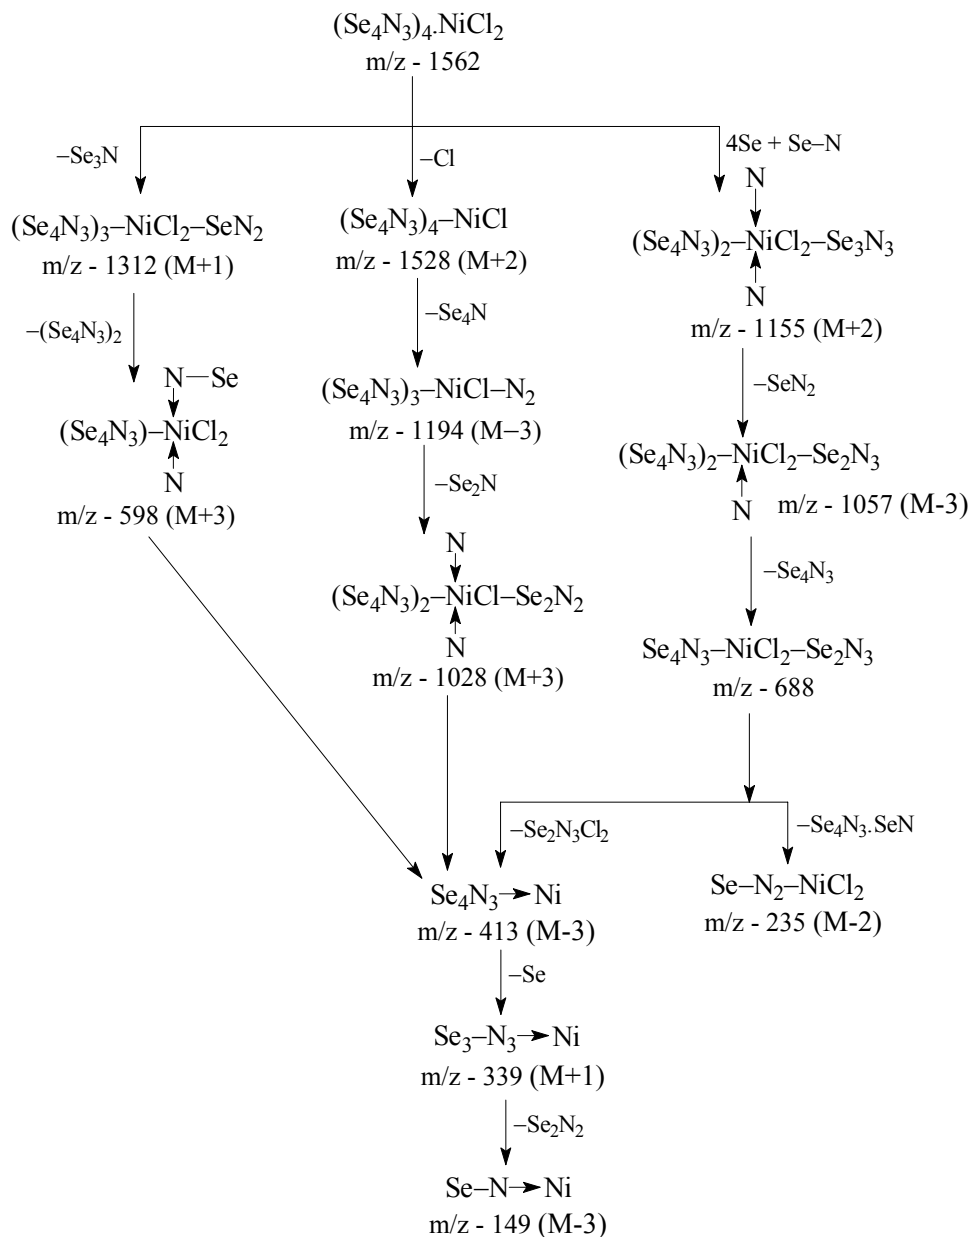 (Se₄N₃)₄.NiCl₂
m/z - 1562
–Se₃N
–Cl
4Se + Se–N
(Se₄N₃)₃–NiCl₂–SeN₂
m/z - 1312 (M+1)
(Se₄N₃)₄–NiCl
m/z - 1528 (M+2)
N
(Se₄N₃)₂–NiCl₂–Se₃N₃
N
m/z - 1155 (M+2)
–(Se₄N₃)₂
–Se₄N
–SeN₂
N—Se
(Se₄N₃)–NiCl₂
N
m/z - 598 (M+3)
(Se₄N₃)₃–NiCl–N₂
m/z - 1194 (M–3)
(Se₄N₃)₂–NiCl₂–Se₂N₃
N
m/z - 1057 (M-3)
–Se₂N
–Se₄N₃
N
(Se₄N₃)₂–NiCl–Se₂N₂
N
m/z - 1028 (M+3)
Se₄N₃–NiCl₂–Se₂N₃
m/z - 688
–Se₂N₃Cl₂
–Se₄N₃.SeN
Se₄N₃→Ni
m/z - 413 (M-3)
Se–N₂–NiCl₂
m/z - 235 (M-2)
–Se
Se₃–N₃→Ni
m/z - 339 (M+1)
–Se₂N₂
Se–N→Ni
m/z - 149 (M-3)